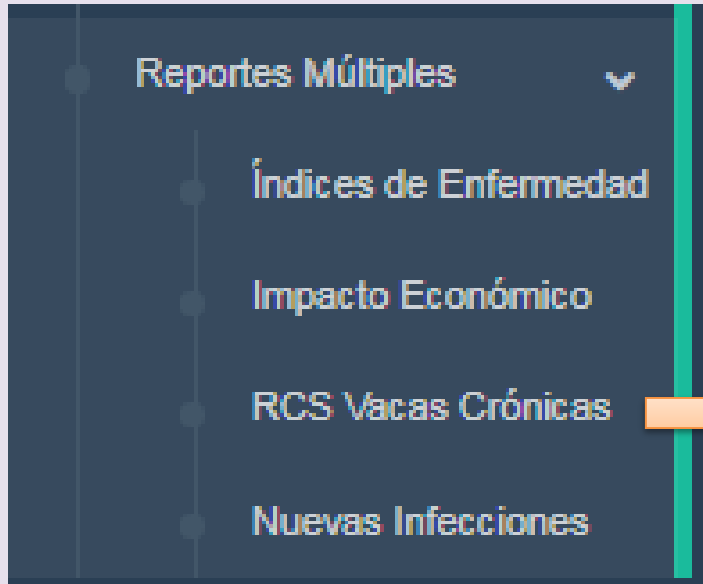 Reportes Múltiples
Índices de Enfermedad
Impacto Económico
RCS Vacas Crónicas
Nuevas Infecciones